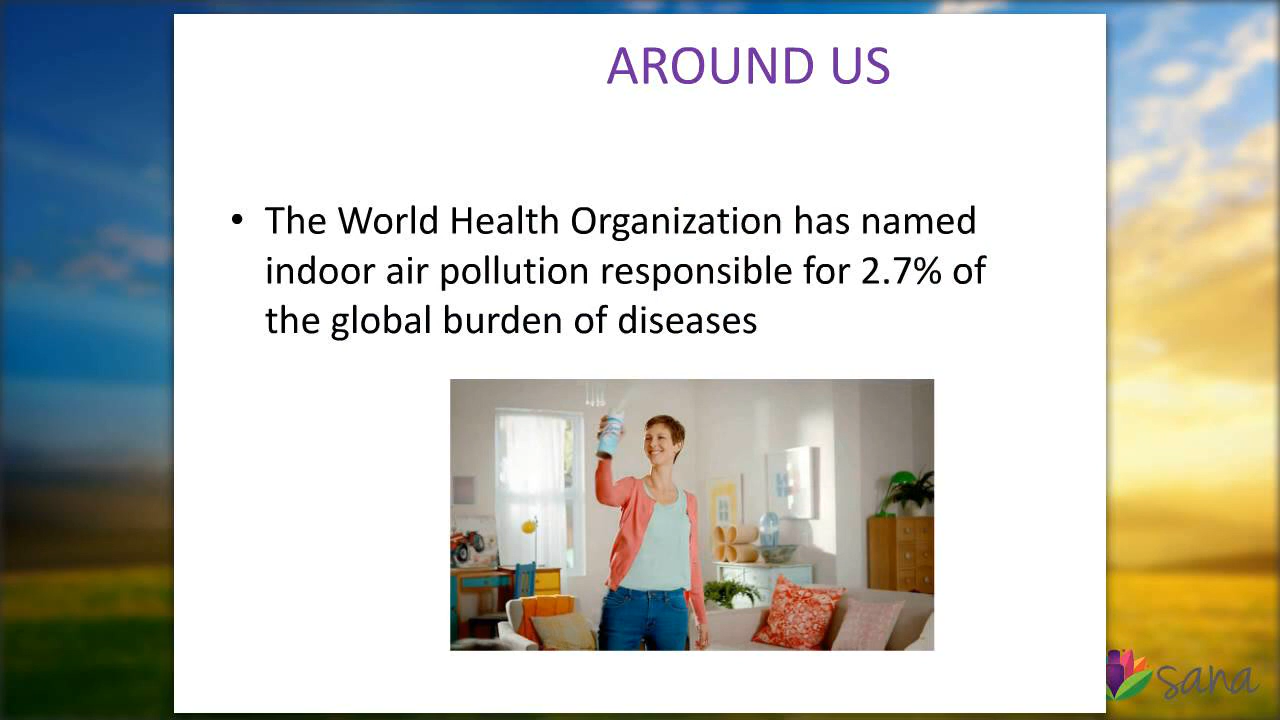 AROUND US
• The World Health Organization has named
indoor air pollution responsible for 2.7% of
the global burden of diseases
sana